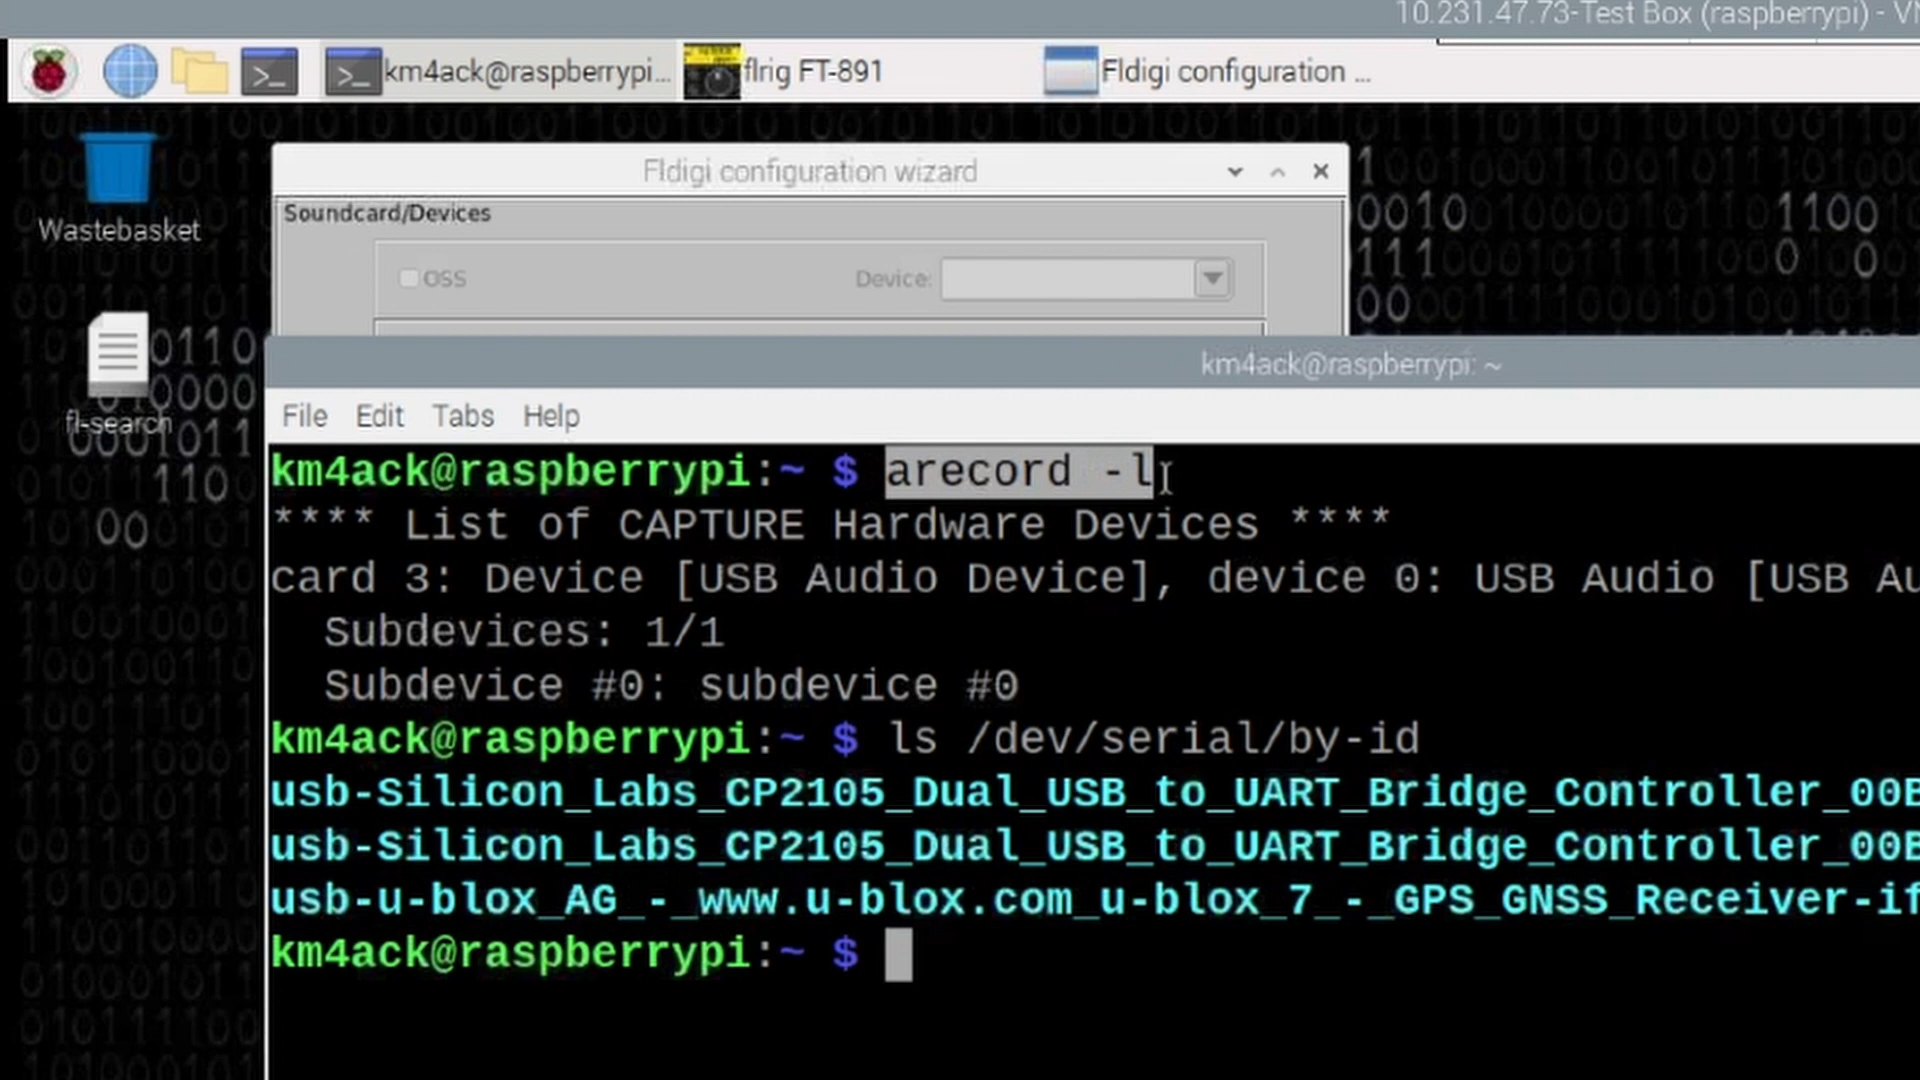 10.231.47.73-Test Box (raspberrypi) - VN
km4ack@raspberrypi...
flrig FT-891
Fldigi configuration ...
Wastebasket
fl-search
Fldigi configuration wizard
Soundcard/Devices
OSS
Device:
km4ack@raspberrypi: ~
File Edit Tabs Help
km4ack@raspberrypi:~ $ arecord -l
**** List of CAPTURE Hardware Devices ****
card 3: Device [USB Audio Device], device 0: USB Audio [USB Au
Subdevices: 1/1
Subdevice #0: subdevice #0
km4ack@raspberrypi:~ $ ls /dev/serial/by-id
usb-Silicon_Labs_CP2105_Dual_USB_to_UART_Bridge_Controller_00B
usb-Silicon_Labs_CP2105_Dual_USB_to_UART_Bridge_Controller_00B
usb-u-blox_AG_-_www.u-blox.com_u-blox_7_-_GPS_GNSS_Receiver-if
km4ack@raspberrypi:~ $